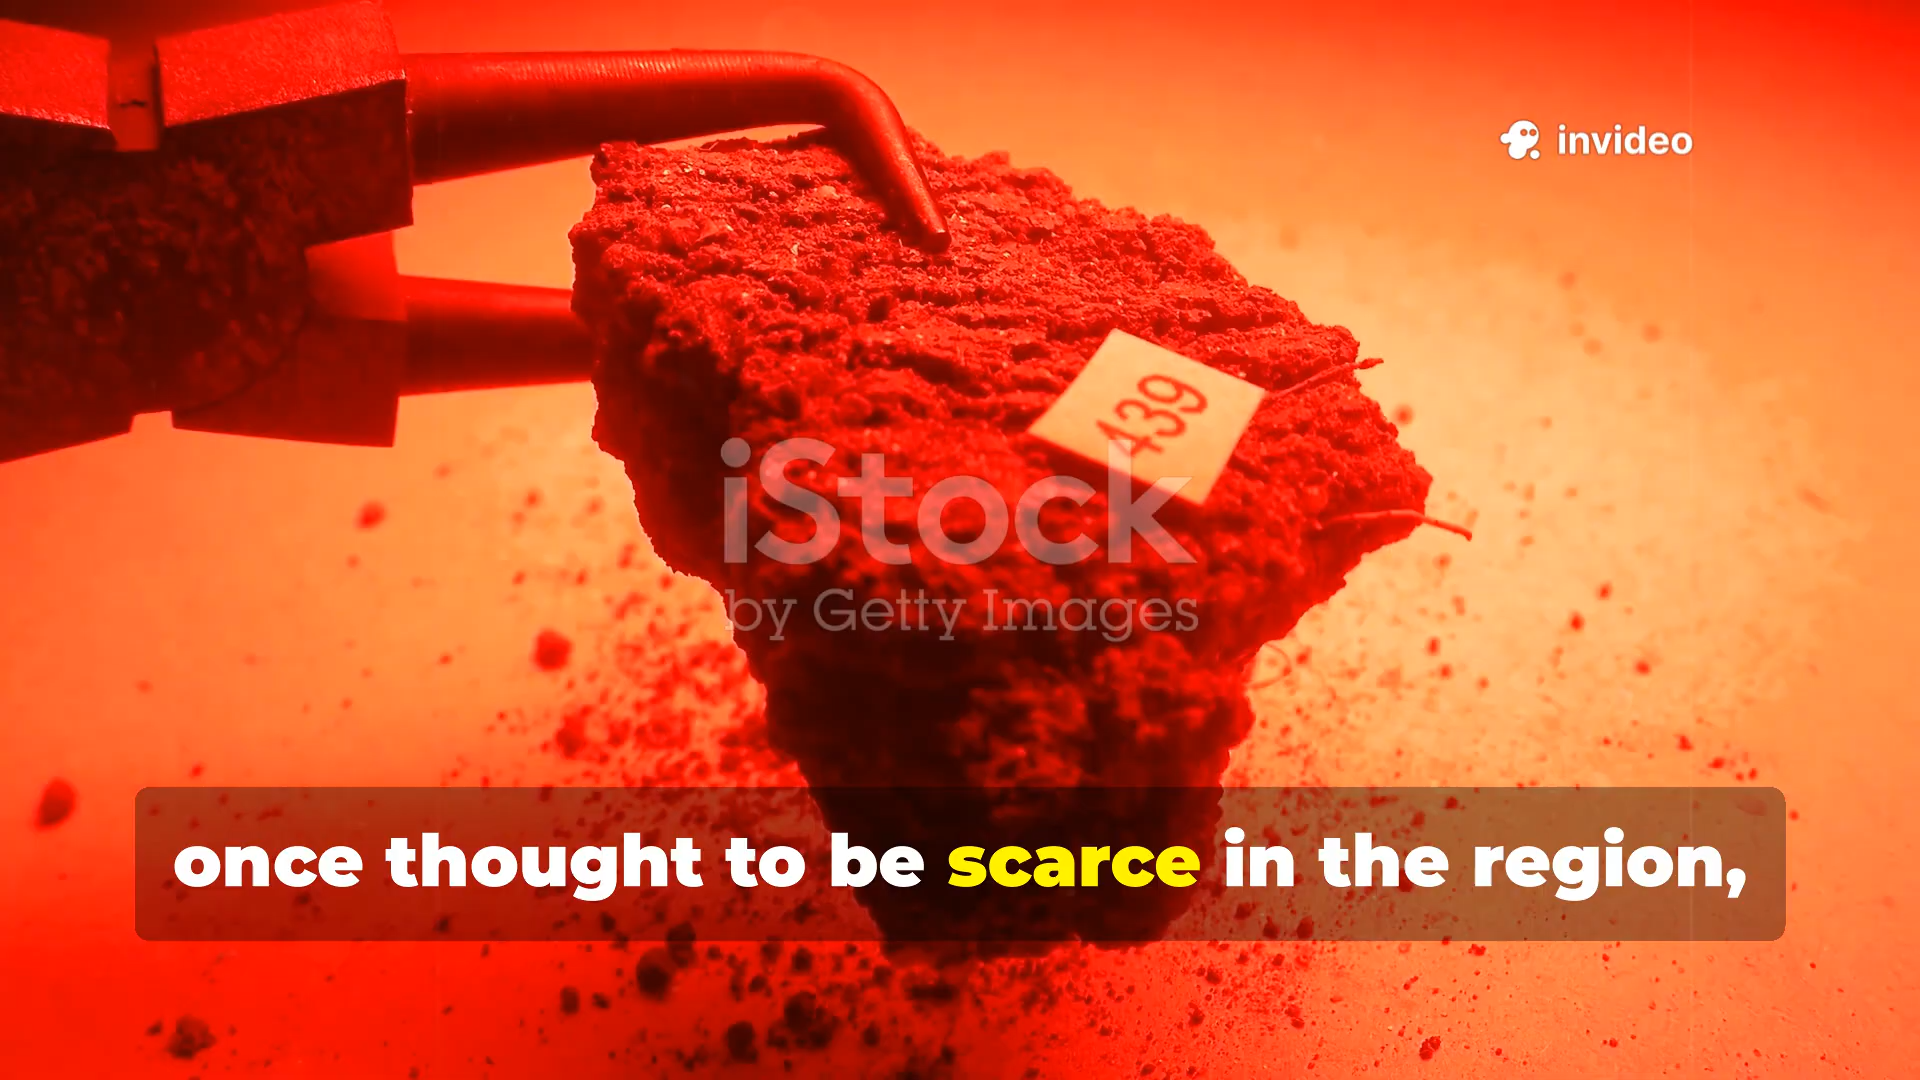 invideo
439
iStock
by Getty Images
once thought to be scarce in the region,